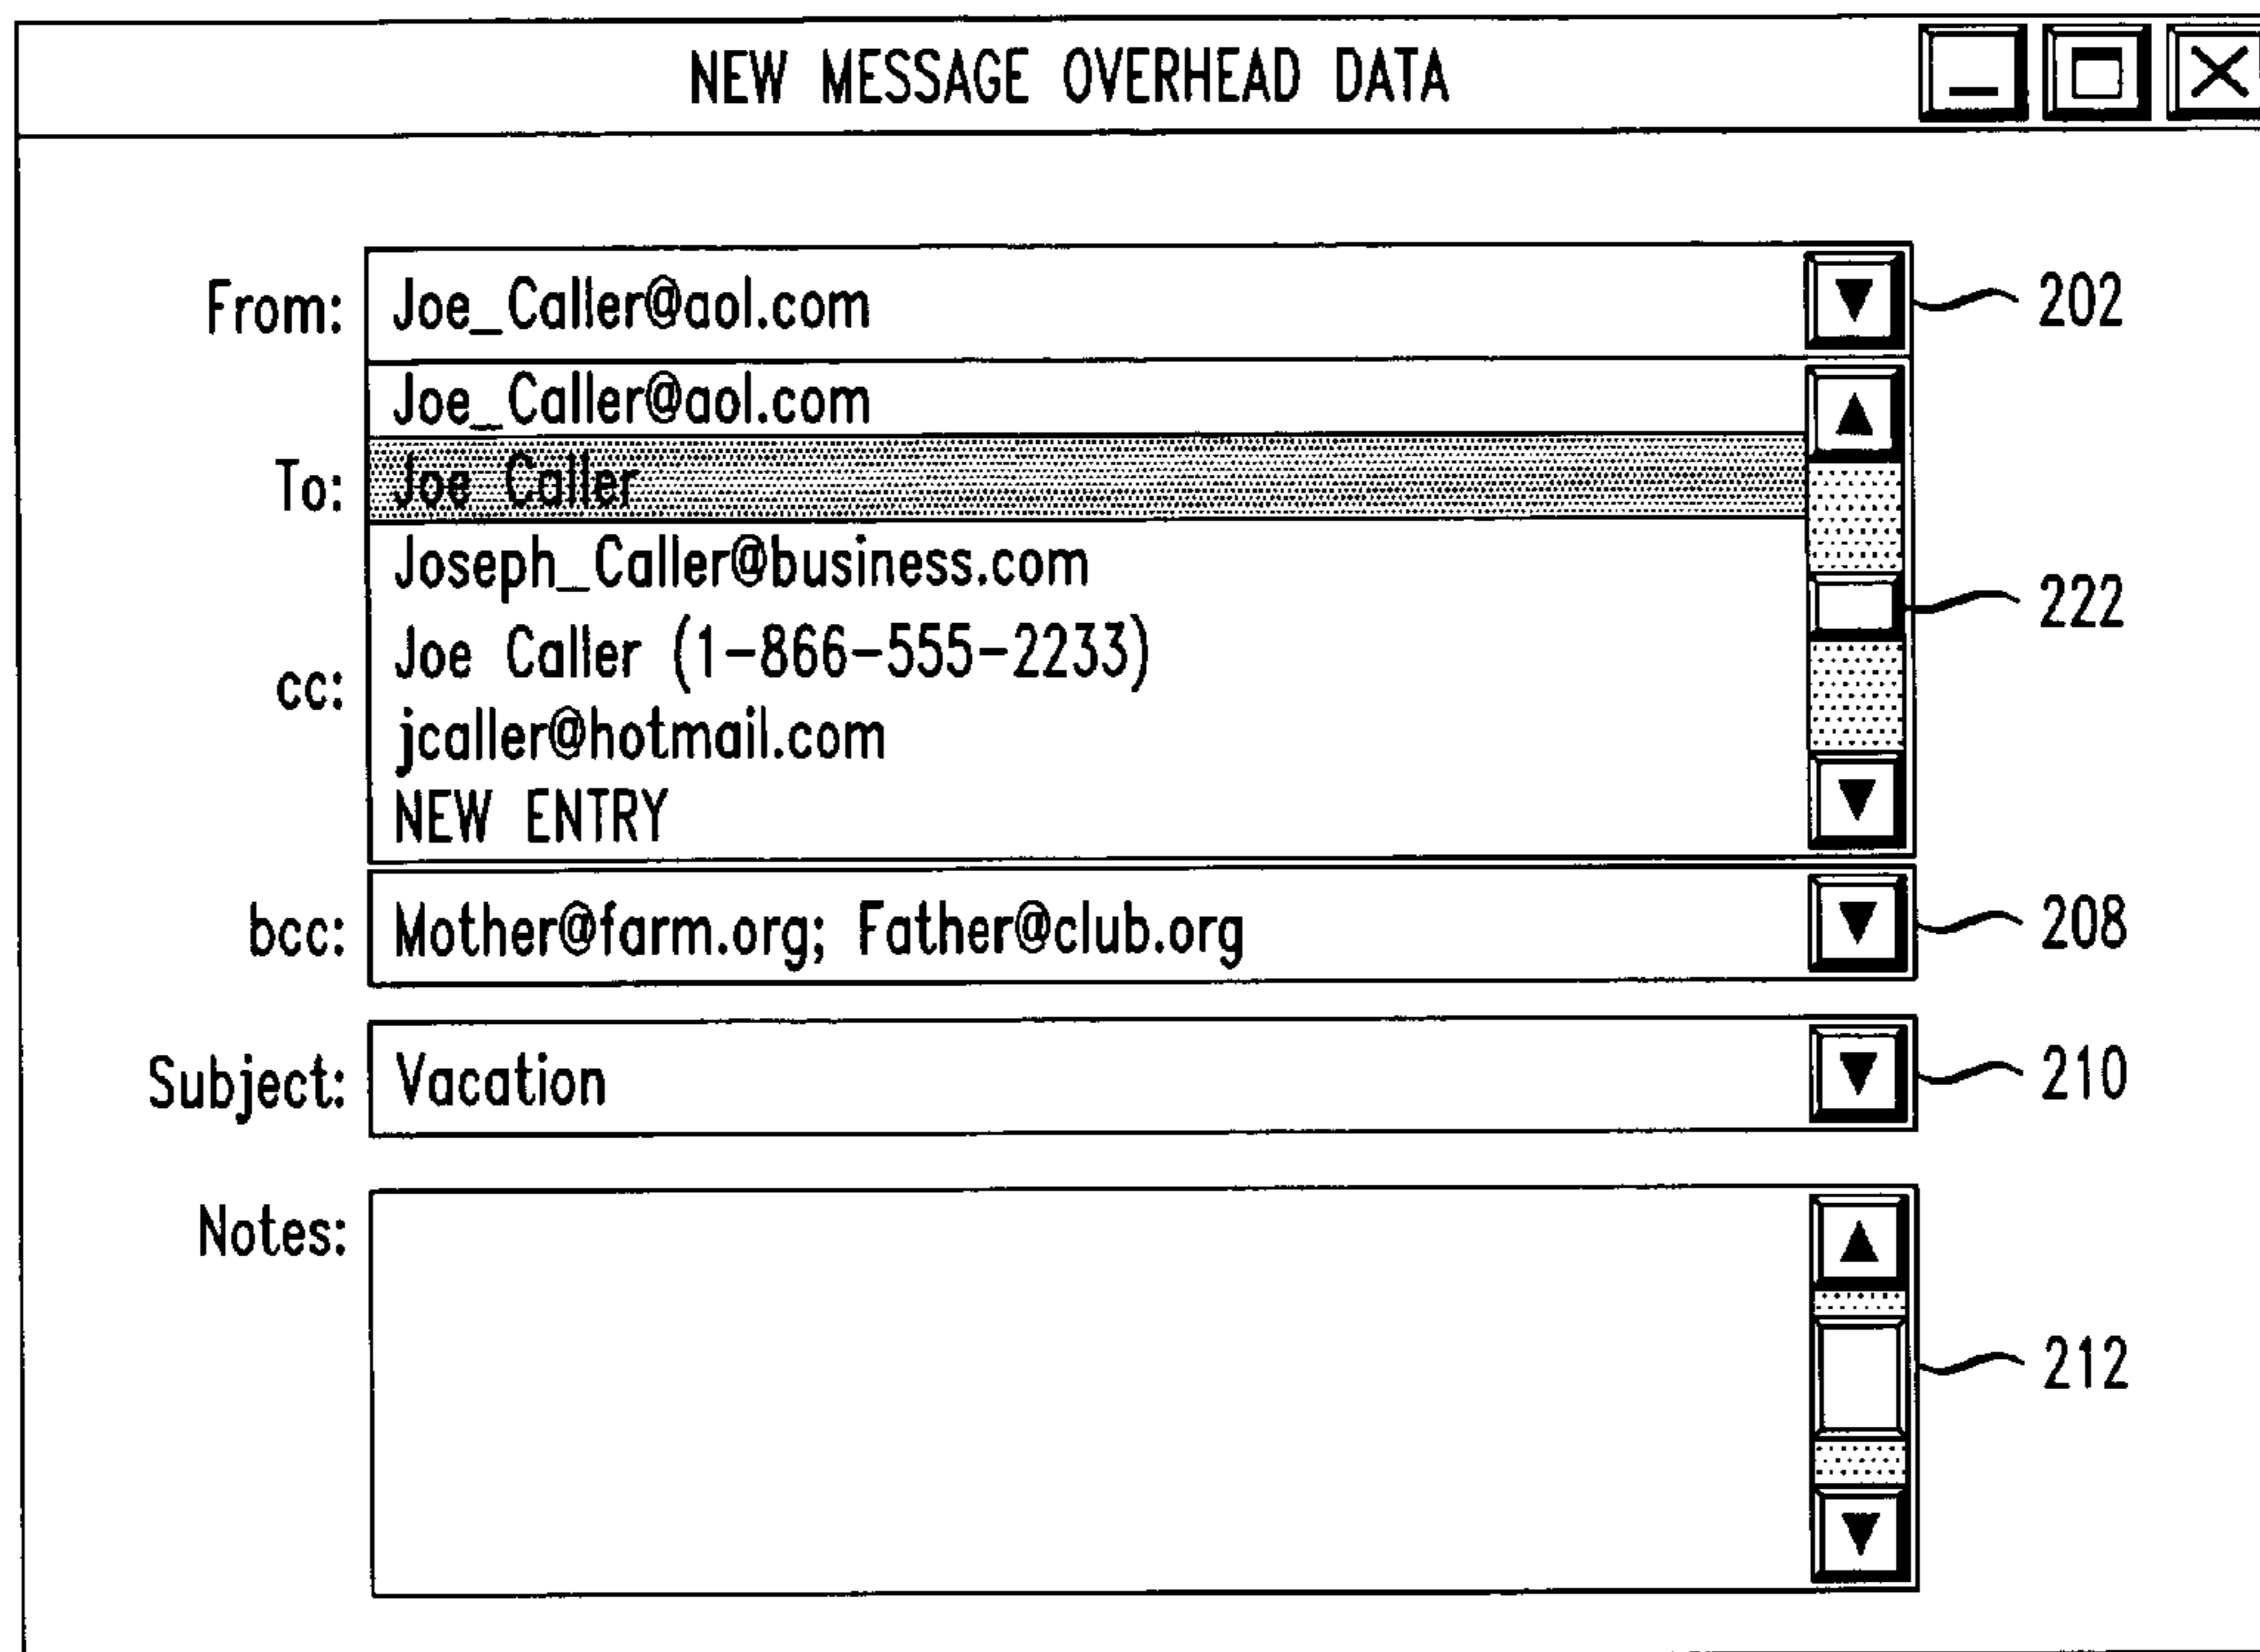 NEW MESSAGE OVERHEAD DATA
From: Joe_Caller@aol.com 202
Joe_Caller@aol.com
To: Joe Caller
Joseph_Caller@business.com
222
Joe Caller (1-866-555-2233)
cc:
jcaller@hotmail.com
NEW ENTRY
bcc: Mother@farm.org; Father@club.org 208
Subject: Vacation 210
Notes:
212